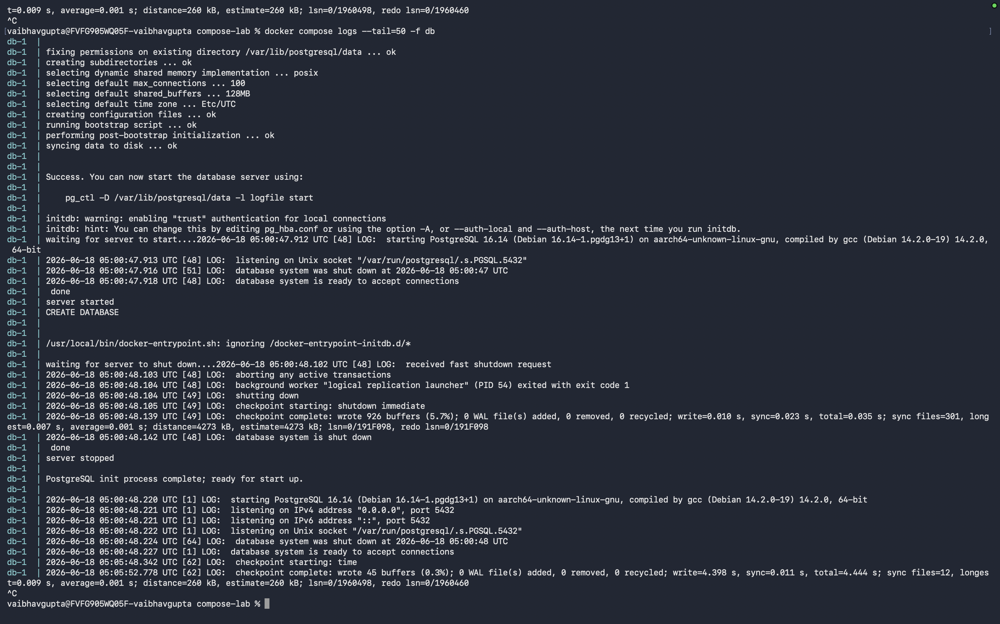 t=0.009 s, average=0.001 s; distance=260 kB, estimate=260 kB; lsn=0/1960498, redo lsn=0/1960460
^C
[vaibhavgupta@FVFG905WQ05F-vaibhavgupta compose-lab % docker compose logs --tail=50 -f db ]
db-1  |
db-1  | fixing permissions on existing directory /var/lib/postgresql/data ... ok
db-1  | creating subdirectories ... ok
db-1  | selecting dynamic shared memory implementation ... posix
db-1  | selecting default max_connections ... 100
db-1  | selecting default shared_buffers ... 128MB
db-1  | selecting default time zone ... Etc/UTC
db-1  | creating configuration files ... ok
db-1  | running bootstrap script ... ok
db-1  | performing post-bootstrap initialization ... ok
db-1  | syncing data to disk ... ok
db-1  |
db-1  |
db-1  | Success. You can now start the database server using:
db-1  |
db-1  |     pg_ctl -D /var/lib/postgresql/data -l logfile start
db-1  |
db-1  | initdb: warning: enabling "trust" authentication for local connections
db-1  | initdb: hint: You can change this by editing pg_hba.conf or using the option -A, or --auth-local and --auth-host, the next time you run initdb.
db-1  | waiting for server to start....2026-06-18 05:00:47.912 UTC [48] LOG:  starting PostgreSQL 16.14 (Debian 16.14-1.pgdg13+1) on aarch64-unknown-linux-gnu, compiled by gcc (Debian 14.2.0-19) 14.2.0,
 64-bit
db-1  | 2026-06-18 05:00:47.913 UTC [48] LOG:  listening on Unix socket "/var/run/postgresql/.s.PGSQL.5432"
db-1  | 2026-06-18 05:00:47.916 UTC [51] LOG:  database system was shut down at 2026-06-18 05:00:47 UTC
db-1  | 2026-06-18 05:00:47.918 UTC [48] LOG:  database system is ready to accept connections
db-1  |  done
db-1  | server started
db-1  | CREATE DATABASE
db-1  |
db-1  |
db-1  | /usr/local/bin/docker-entrypoint.sh: ignoring /docker-entrypoint-initdb.d/*
db-1  |
db-1  | waiting for server to shut down....2026-06-18 05:00:48.102 UTC [48] LOG:  received fast shutdown request
db-1  | 2026-06-18 05:00:48.103 UTC [48] LOG:  aborting any active transactions
db-1  | 2026-06-18 05:00:48.104 UTC [48] LOG:  background worker "logical replication launcher" (PID 54) exited with exit code 1
db-1  | 2026-06-18 05:00:48.104 UTC [49] LOG:  shutting down
db-1  | 2026-06-18 05:00:48.105 UTC [49] LOG:  checkpoint starting: shutdown immediate
db-1  | 2026-06-18 05:00:48.139 UTC [49] LOG:  checkpoint complete: wrote 926 buffers (5.7%); 0 WAL file(s) added, 0 removed, 0 recycled; write=0.010 s, sync=0.023 s, total=0.035 s; sync files=301, long
est=0.007 s, average=0.001 s; distance=4273 kB, estimate=4273 kB; lsn=0/191F098, redo lsn=0/191F098
db-1  | 2026-06-18 05:00:48.142 UTC [48] LOG:  database system is shut down
db-1  |  done
db-1  | server stopped
db-1  |
db-1  | PostgreSQL init process complete; ready for start up.
db-1  |
db-1  | 2026-06-18 05:00:48.220 UTC [1] LOG:  starting PostgreSQL 16.14 (Debian 16.14-1.pgdg13+1) on aarch64-unknown-linux-gnu, compiled by gcc (Debian 14.2.0-19) 14.2.0, 64-bit
db-1  | 2026-06-18 05:00:48.221 UTC [1] LOG:  listening on IPv4 address "0.0.0.0", port 5432
db-1  | 2026-06-18 05:00:48.221 UTC [1] LOG:  listening on IPv6 address "::", port 5432
db-1  | 2026-06-18 05:00:48.222 UTC [1] LOG:  listening on Unix socket "/var/run/postgresql/.s.PGSQL.5432"
db-1  | 2026-06-18 05:00:48.224 UTC [64] LOG:  database system was shut down at 2026-06-18 05:00:48 UTC
db-1  | 2026-06-18 05:00:48.227 UTC [1] LOG:  database system is ready to accept connections
db-1  | 2026-06-18 05:05:48.342 UTC [62] LOG:  checkpoint starting: time
db-1  | 2026-06-18 05:05:52.778 UTC [62] LOG:  checkpoint complete: wrote 45 buffers (0.3%); 0 WAL file(s) added, 0 removed, 0 recycled; write=4.398 s, sync=0.011 s, total=4.444 s; sync files=12, longes
t=0.009 s, average=0.001 s; distance=260 kB, estimate=260 kB; lsn=0/1960498, redo lsn=0/1960460
^C
vaibhavgupta@FVFG905WQ05F-vaibhavgupta compose-lab %